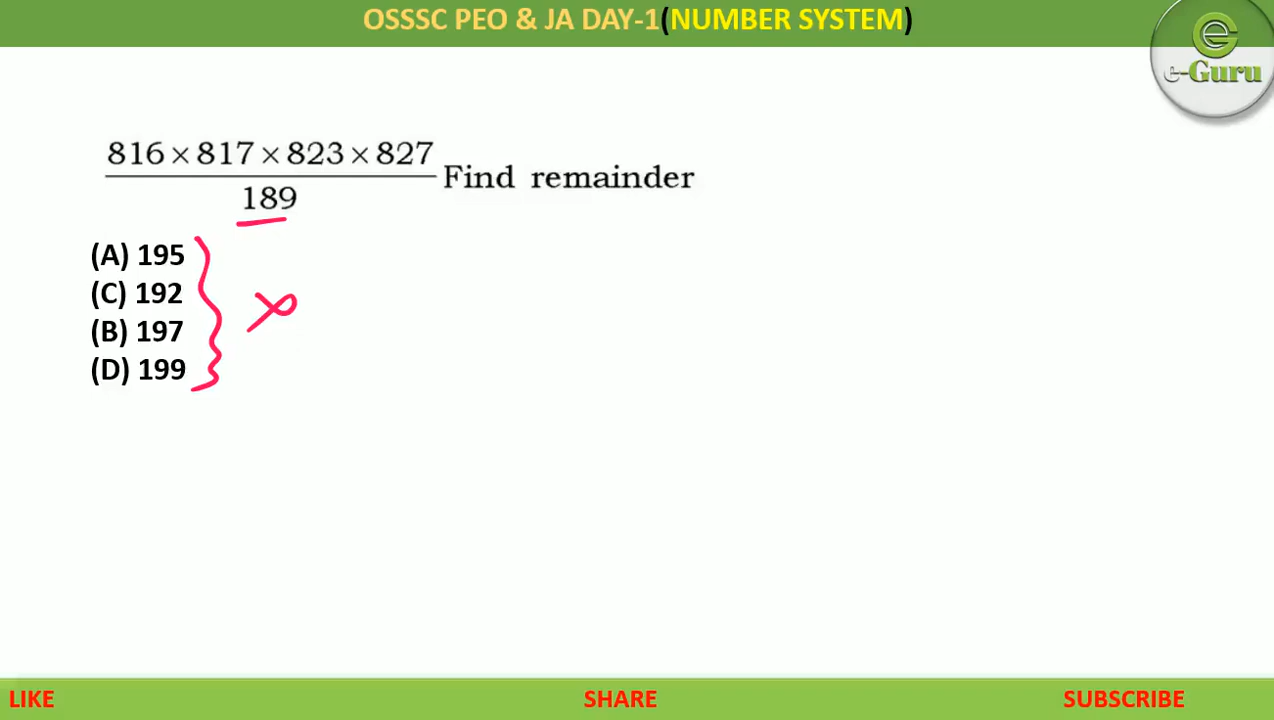 OSSSC PEO & JA DAY-1(NUMBER SYSTEM)
e
e-Guru
816×817×823×827
189
Find remainder
(A) 195
(C) 192
(B) 197
(D) 199
LIKE
SHARE
SUBSCRIBE